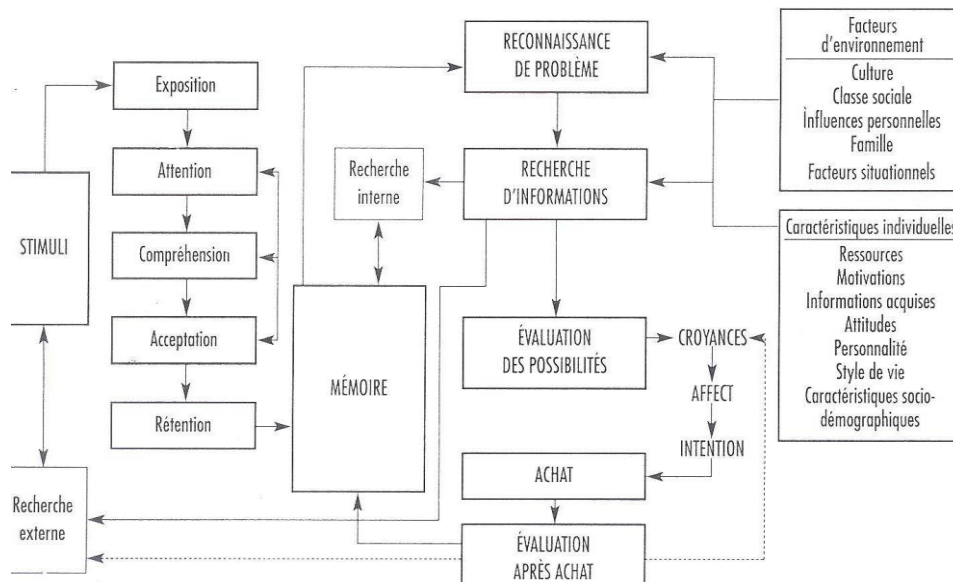 STIMULI
Recherche
externe
Exposition
Attention
Compréhension
Acceptation
Rétention
Recherche
interne
MÉMOIRE
RECONNAISSANCE
DE PROBLÈME
RECHERCHE
D'INFORMATIONS
ÉVALUATION
DES POSSIBILITÉS
CROYANCES
AFFECT
INTENTION
ACHAT
ÉVALUATION
APRÈS ACHAT
Facteurs
d'environnement
Culture
Classe sociale
Influences personnelles
Famille
Facteurs situationnels
Caractéristiques individuelles
Ressources
Motivations
Informations acquises
Attitudes
Personnalité
Style de vie
Caractéristiques socio-
démographiques